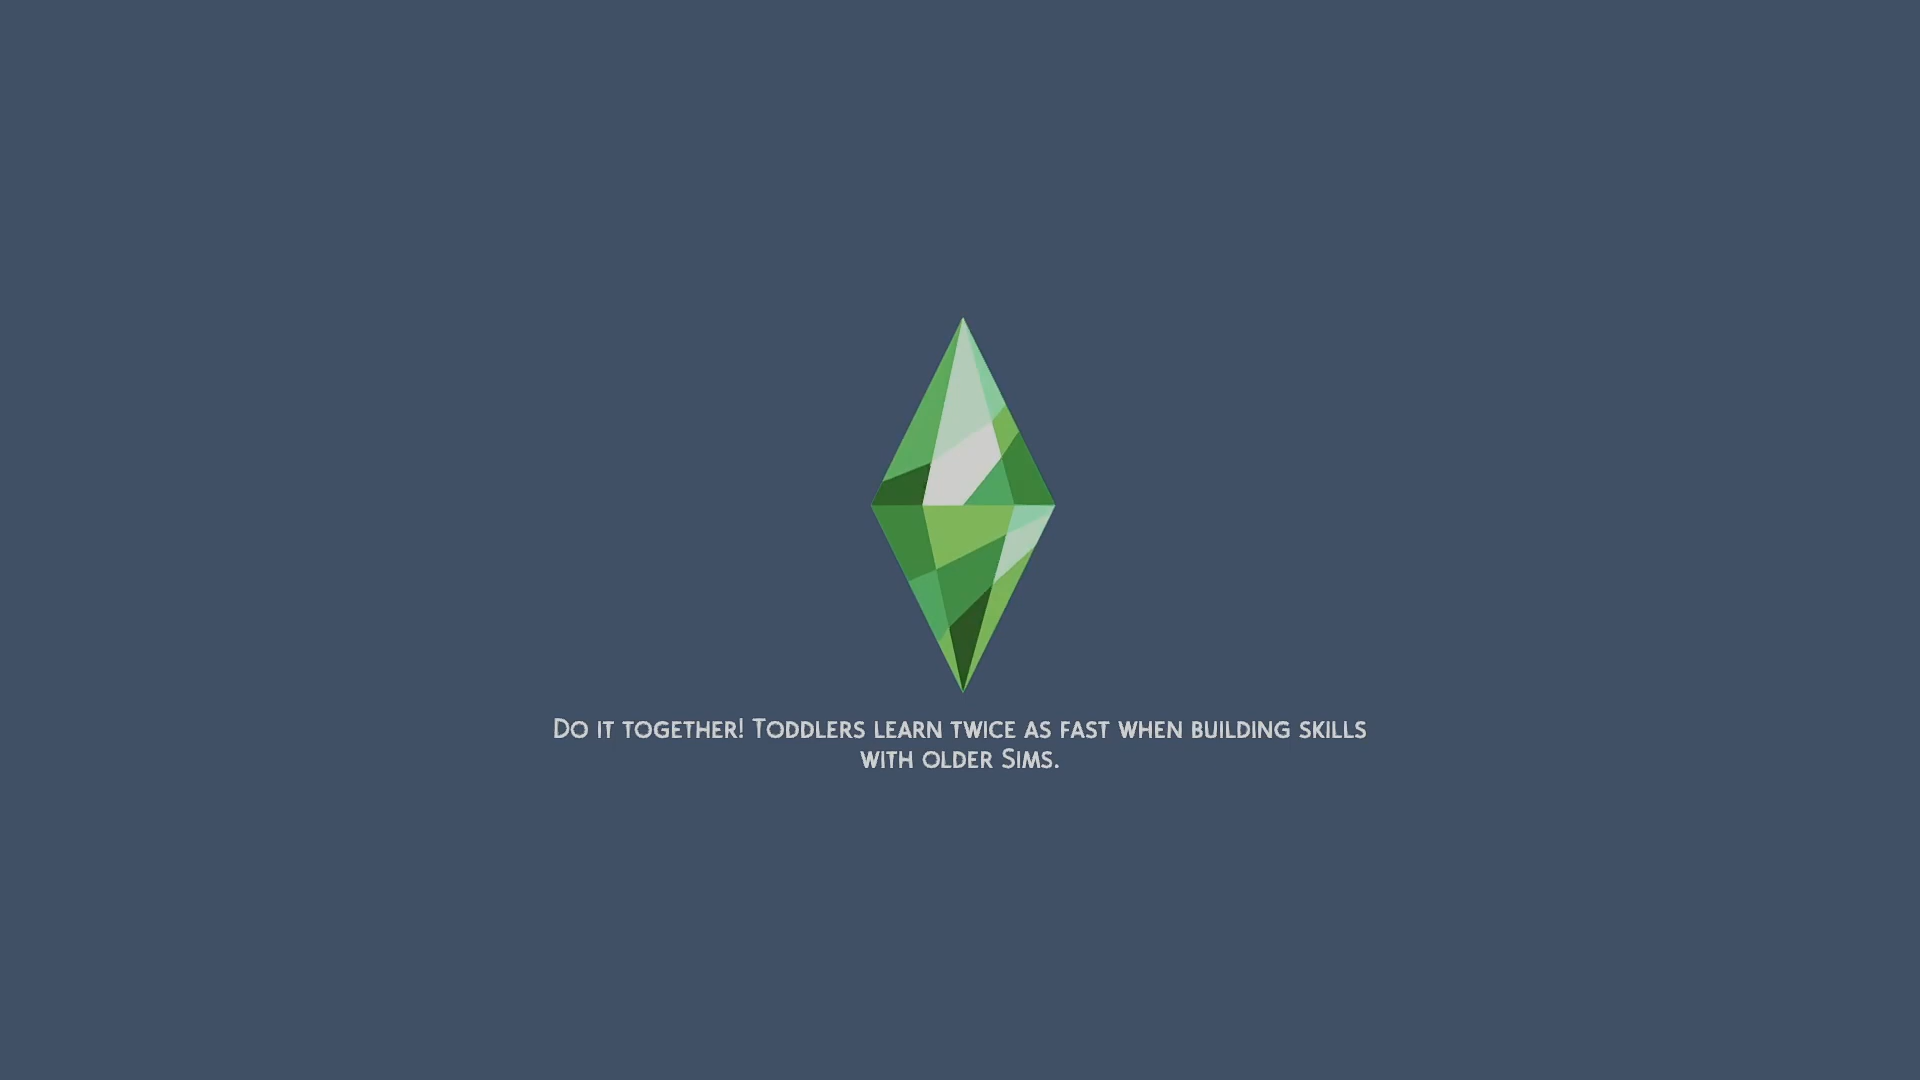 Do it together! Toddlers learn twice as fast when building skills
with older Sims.